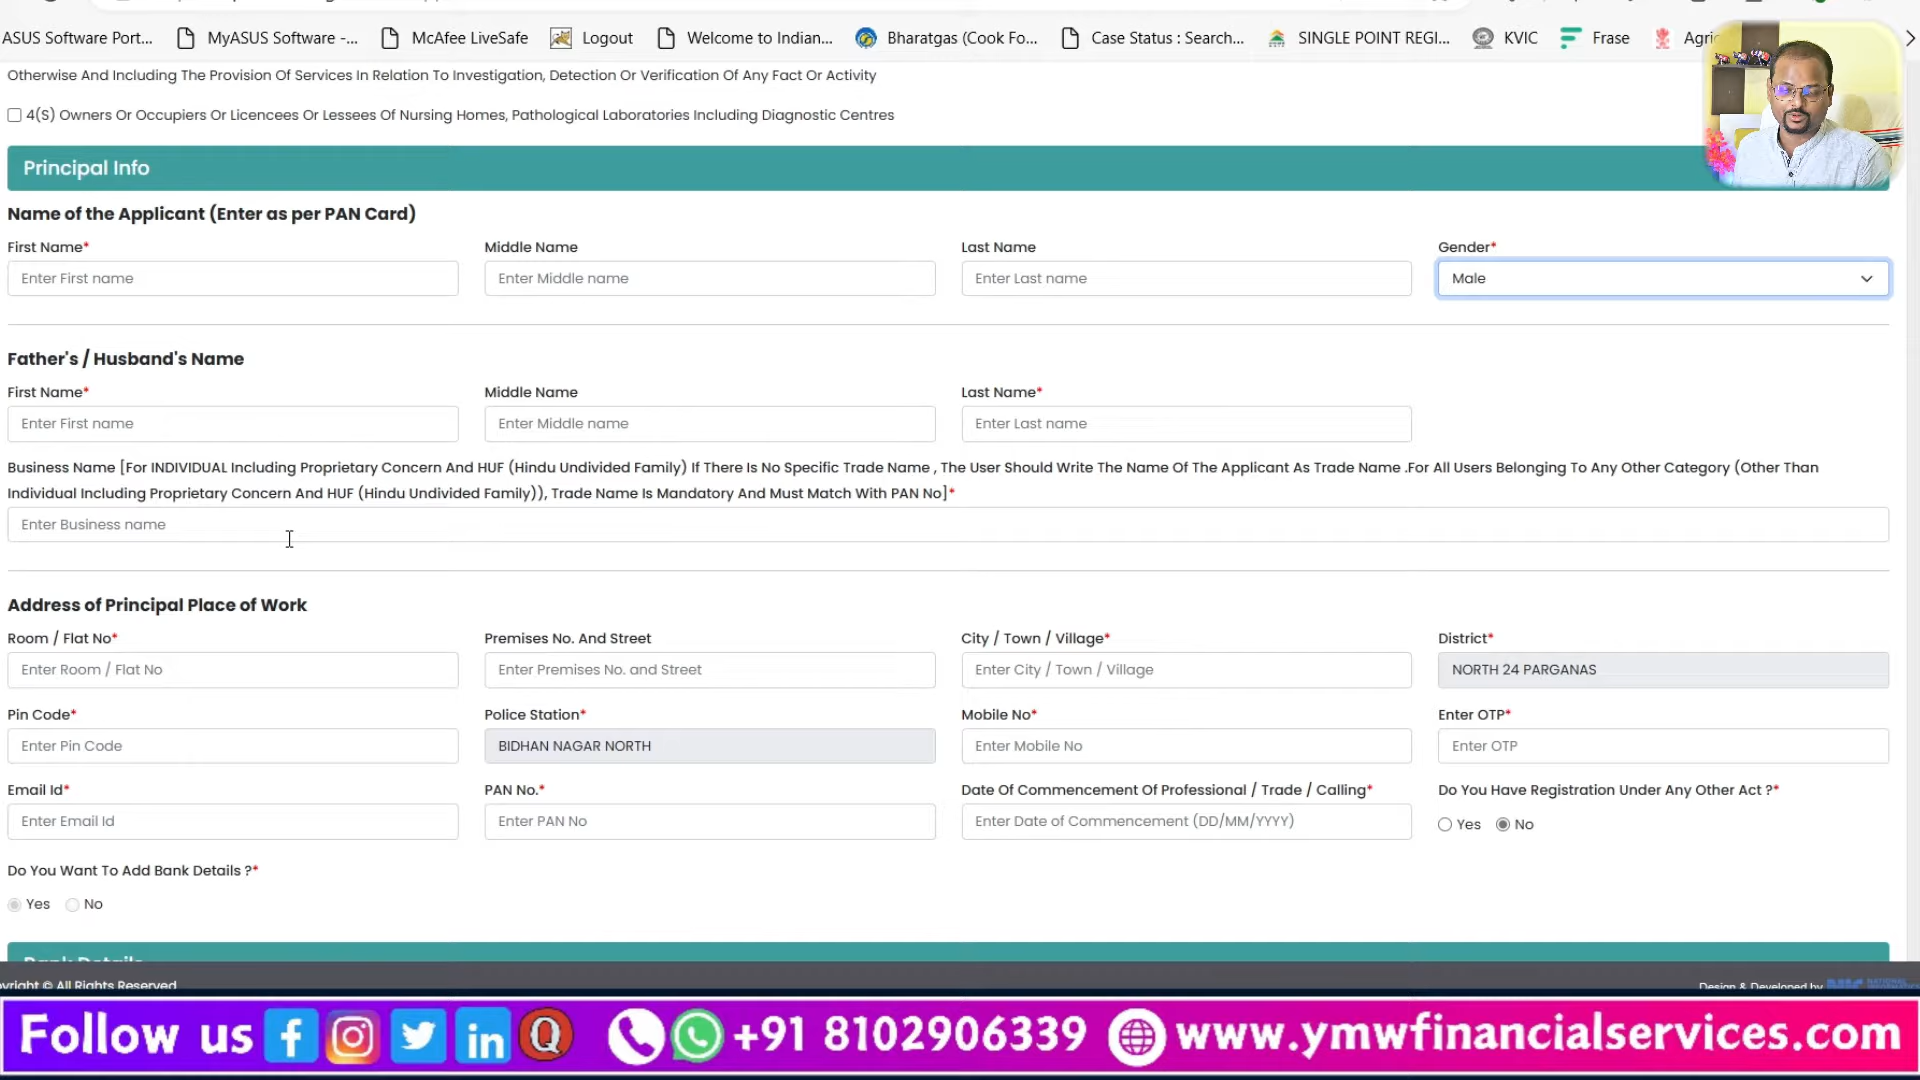 ASUS Software Port... MyASUS Software -... McAfee LiveSafe Logout Welcome to Indian... Bharatgas (Cook Fo... Case Status : Search... SINGLE POINT REGI... KVIC Frase Agric
Otherwise And Including The Provision Of Services In Relation To Investigation, Detection Or Verification Of Any Fact Or Activity
4(S) Owners Or Occupiers Or Licencees Or Lessees Of Nursing Homes, Pathological Laboratories Including Diagnostic Centres
Principal Info
Name of the Applicant (Enter as per PAN Card)
First Name* Middle Name Last Name Gender*
Enter First name Enter Middle name Enter Last name Male
Father's / Husband's Name
First Name* Middle Name Last Name*
Enter First name Enter Middle name Enter Last name
Business Name [For INDIVIDUAL Including Proprietary Concern And HUF (Hindu Undivided Family) If There Is No Specific Trade Name , The User Should Write The Name Of The Applicant As Trade Name .For All Users Belonging To Any Other Category (Other Than
Individual Including Proprietary Concern And HUF (Hindu Undivided Family)), Trade Name Is Mandatory And Must Match With PAN No]*
Enter Business name
Address of Principal Place of Work
Room / Flat No* Premises No. And Street City / Town / Village* District*
Enter Room / Flat No Enter Premises No. and Street Enter City / Town / Village NORTH 24 PARGANAS
Pin Code* Police Station* Mobile No* Enter OTP*
Enter Pin Code BIDHAN NAGAR NORTH Enter Mobile No Enter OTP
Email Id* PAN No.* Date Of Commencement Of Professional / Trade / Calling* Do You Have Registration Under Any Other Act ?*
Enter Email Id Enter PAN No Enter Date of Commencement (DD/MM/YYYY) Yes No
Do You Want To Add Bank Details ?*
Yes No
Bank Details
yright © All Rights Reserved Design & Developed by
Follow us +91 8102906339 www.ymwfinancialservices.com